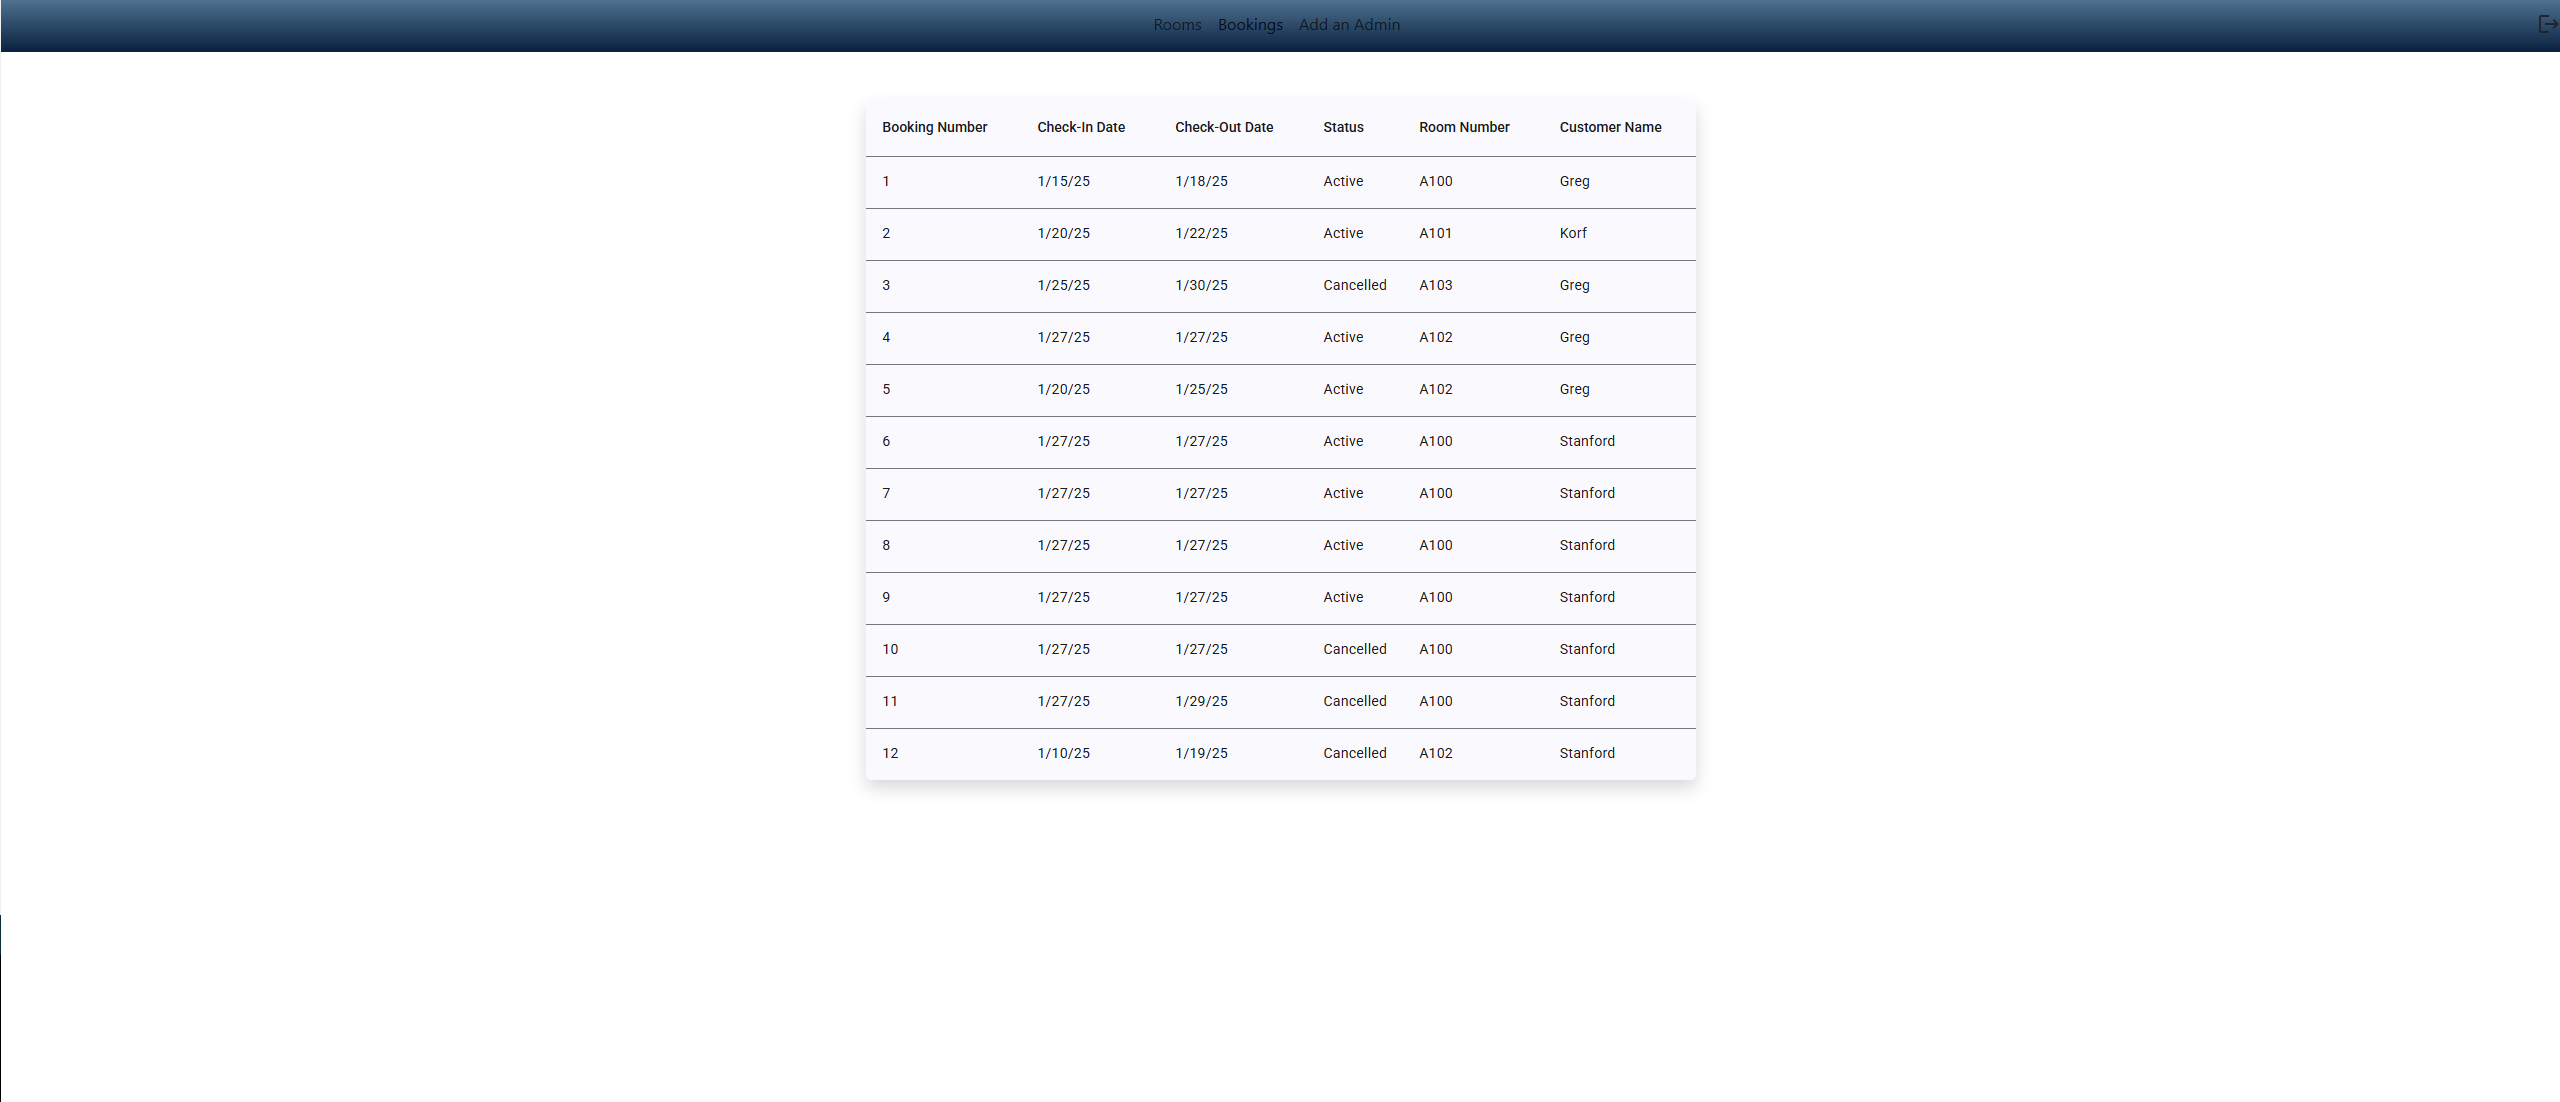 Rooms Bookings Add an Admin
Booking Number Check-In Date Check-Out Date Status Room Number Customer Name
1 1/15/25 1/18/25 Active A100 Greg
2 1/20/25 1/22/25 Active A101 Korf
3 1/25/25 1/30/25 Cancelled A103 Greg
4 1/27/25 1/27/25 Active A102 Greg
5 1/20/25 1/25/25 Active A102 Greg
6 1/27/25 1/27/25 Active A100 Stanford
7 1/27/25 1/27/25 Active A100 Stanford
8 1/27/25 1/27/25 Active A100 Stanford
9 1/27/25 1/27/25 Active A100 Stanford
10 1/27/25 1/27/25 Cancelled A100 Stanford
11 1/27/25 1/29/25 Cancelled A100 Stanford
12 1/10/25 1/19/25 Cancelled A102 Stanford